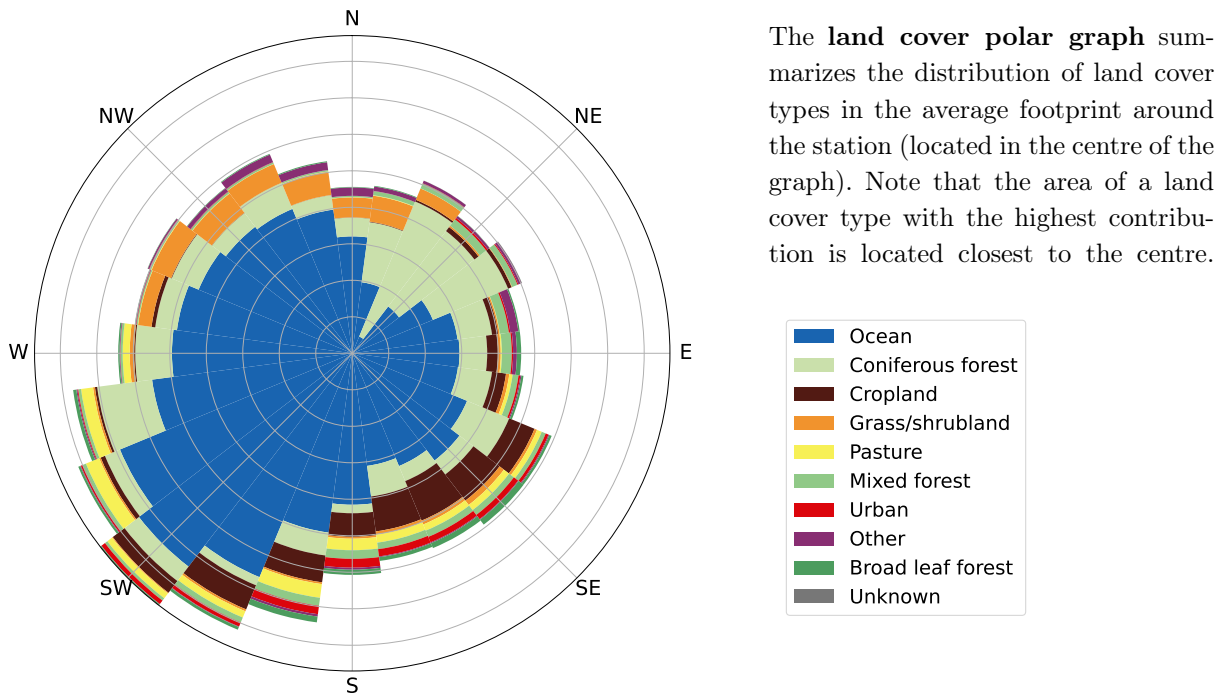 N
NW
NE
W
E
SW
SE
S
The land cover polar graph sum-
marizes the distribution of land cover
types in the average footprint around
the station (located in the centre of the
graph). Note that the area of a land
cover type with the highest contribu-
tion is located closest to the centre.
Ocean
Coniferous forest
Cropland
Grass/shrubland
Pasture
Mixed forest
Urban
Other
Broad leaf forest
Unknown